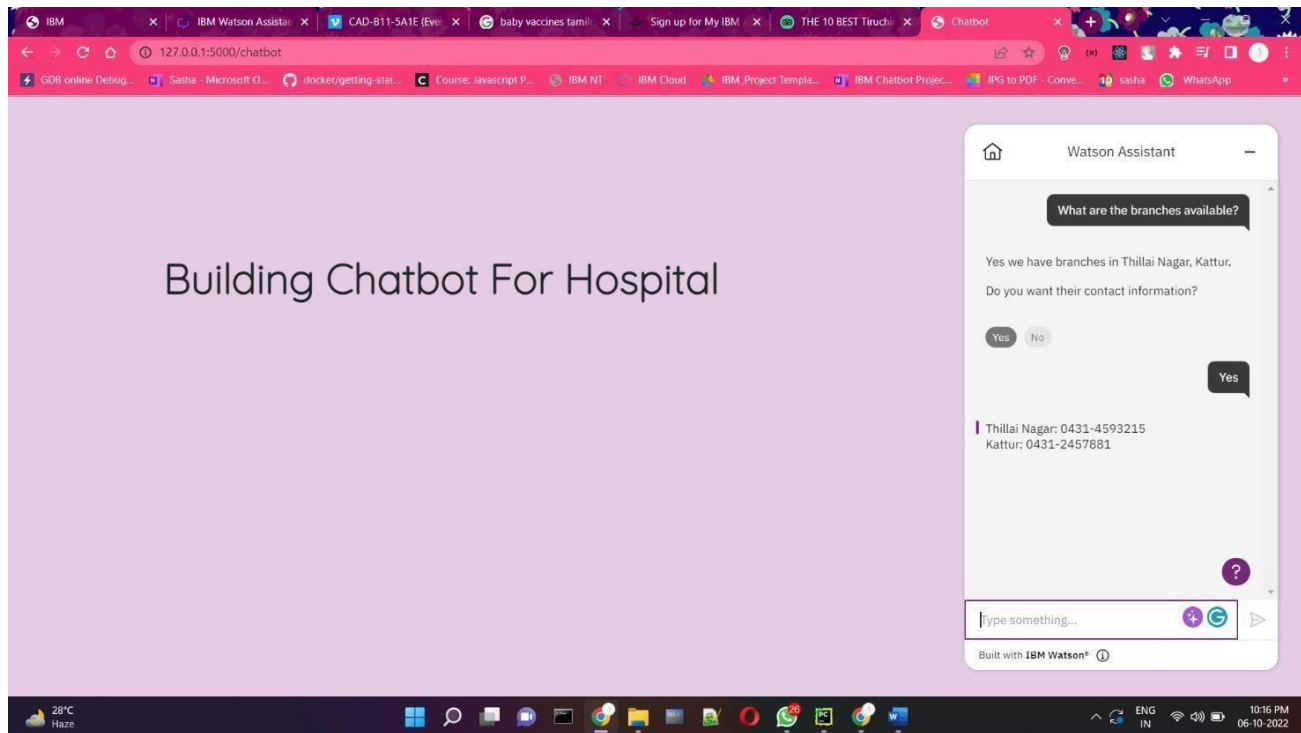 IBM
IBM Watson Assistan
CAD-811-5A1E (Eve
baby vaccines tamil
Sign up for My IBM
THE 10 BEST Tiruchi
Chatbot
127.0.0.1:5000/chatbot
GDB online Debug...
Sasha - Microsoft O...
docker/getting-star...
Course: Javascript P...
IBM NT
IBM Cloud
IBM_Project Templa...
IBM Chatbot Projec...
JPG to PDF - Conve...
sasha
WhatsApp
Building Chatbot For Hospital
Watson Assistant
What are the branches available?
Yes we have branches in Thillai Nagar, Kattur.
Do you want their contact information?
Yes No
Yes
Thillai Nagar: 0431-4593215
Kattur: 0431-2457881
?
Type something...
Built with IBM Watson®
28°C
Haze
26
ENG
IN
10:16 PM
06-10-2022